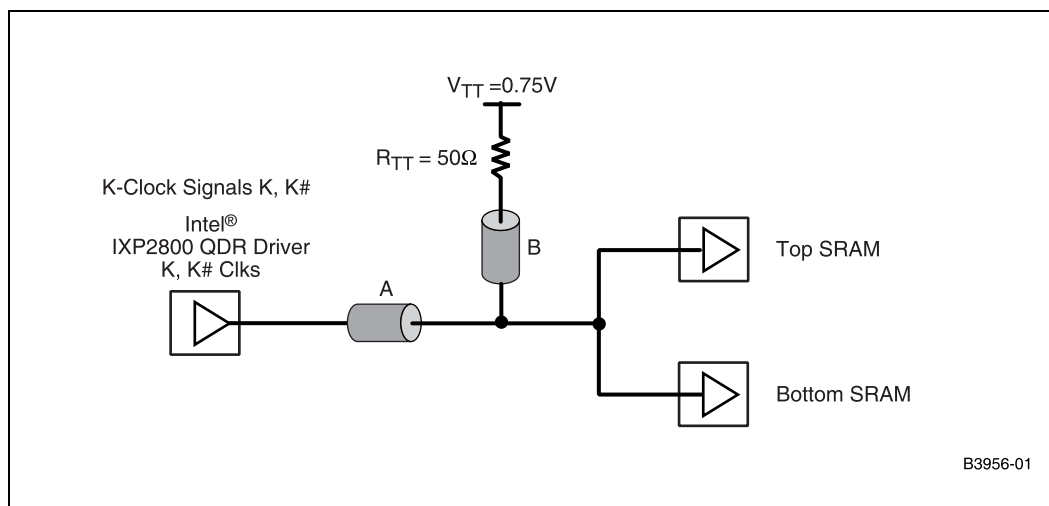 V_TT =0.75V
R_TT = 50Ω
K-Clock Signals K, K#
Intel®
IXP2800 QDR Driver
K, K# Clks
A
B
Top SRAM
Bottom SRAM
B3956-01